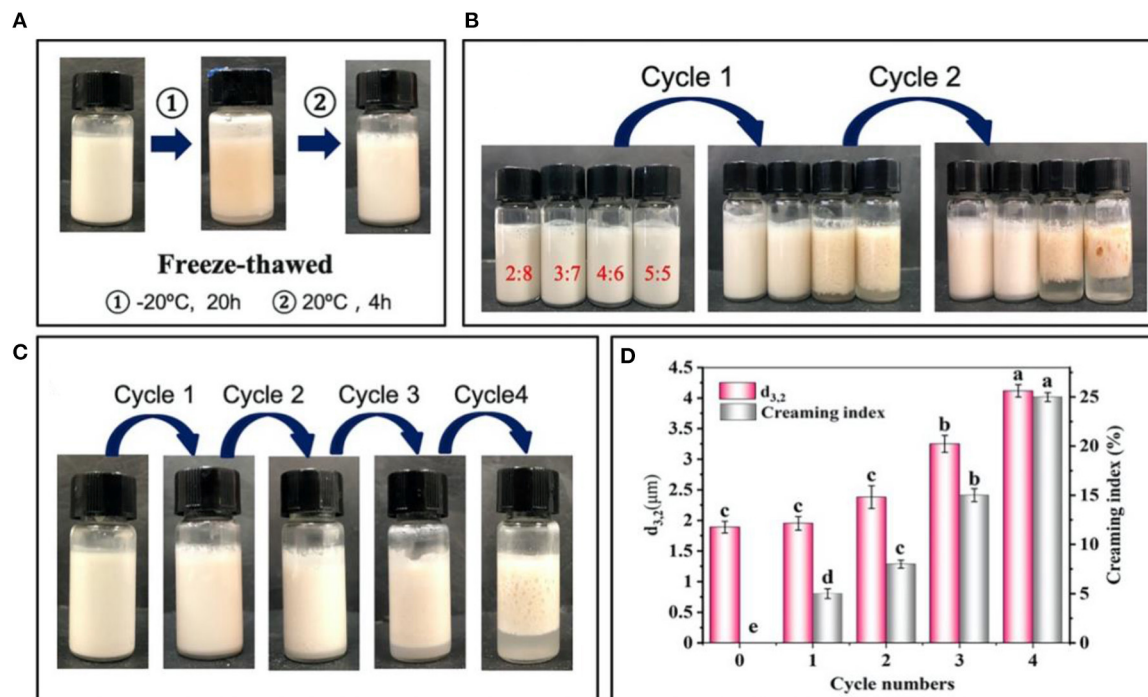 A
① ②
Freeze-thawed
① -20ºC, 20h ② 20ºC , 4h
B
Cycle 1 Cycle 2
2:8 3:7 4:6 5:5
C
Cycle 1 Cycle 2 Cycle 3 Cycle4
D
4.5
4
3.5
3
2.5
2
1.5
1
0.5
0
d3,2(μm)
d3,2
Creaming index
c e
c d
c c
b b
a a
25
20
15
10
5
0
Creaming index (%)
0 1 2 3 4
Cycle numbers